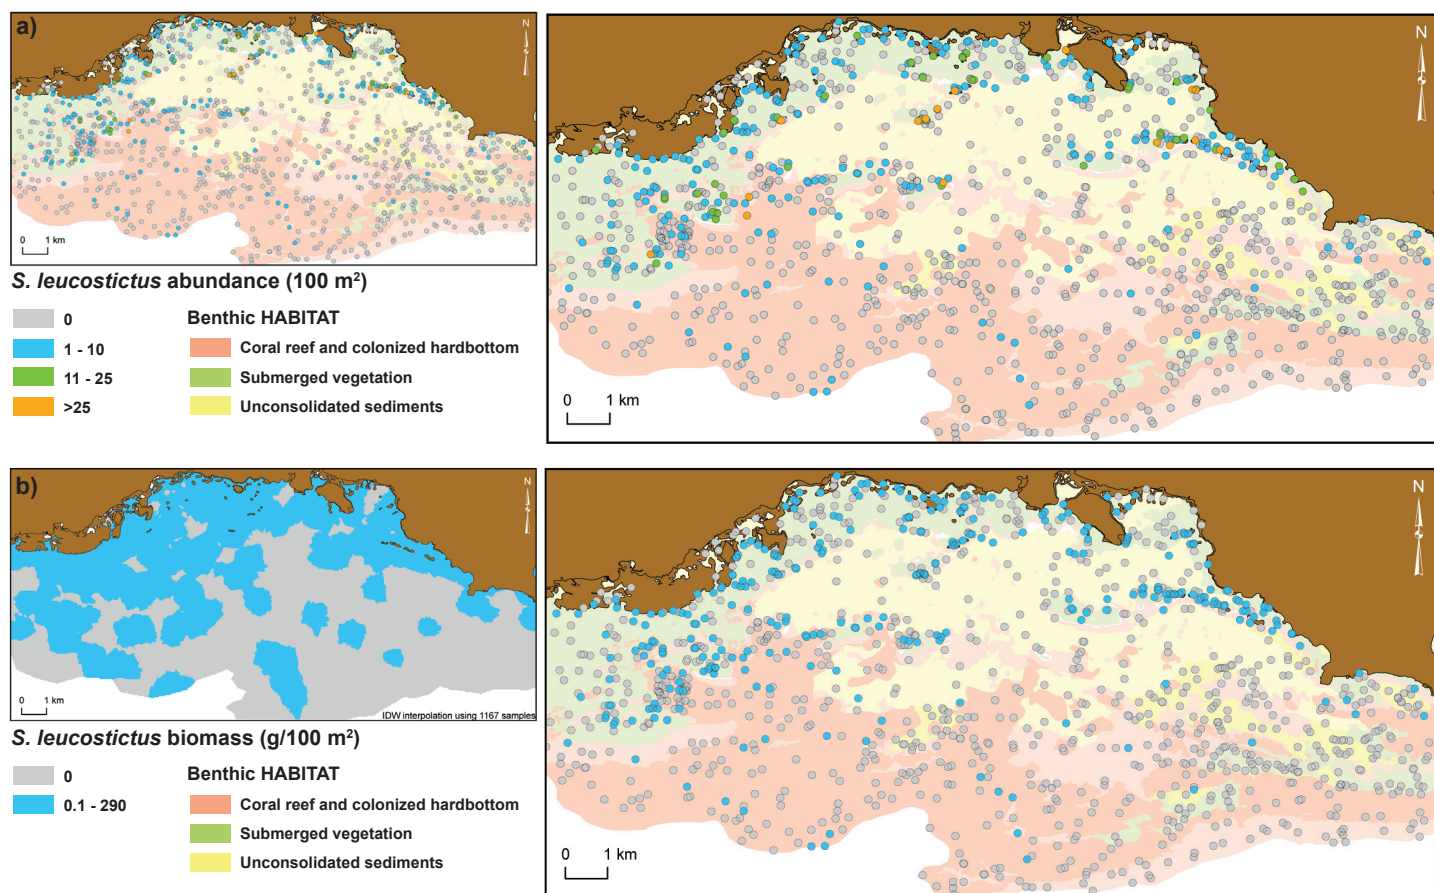 a)
N
0 1 km
S. leucostictus abundance (100 m²)
0
1 - 10
11 - 25
>25
Benthic HABITAT
Coral reef and colonized hardbottom
Submerged vegetation
Unconsolidated sediments
N
0 1 km
b)
N
0 1 km
IDW interpolation using 1167 samples
S. leucostictus biomass (g/100 m²)
0
0.1 - 290
Benthic HABITAT
Coral reef and colonized hardbottom
Submerged vegetation
Unconsolidated sediments
N
0 1 km